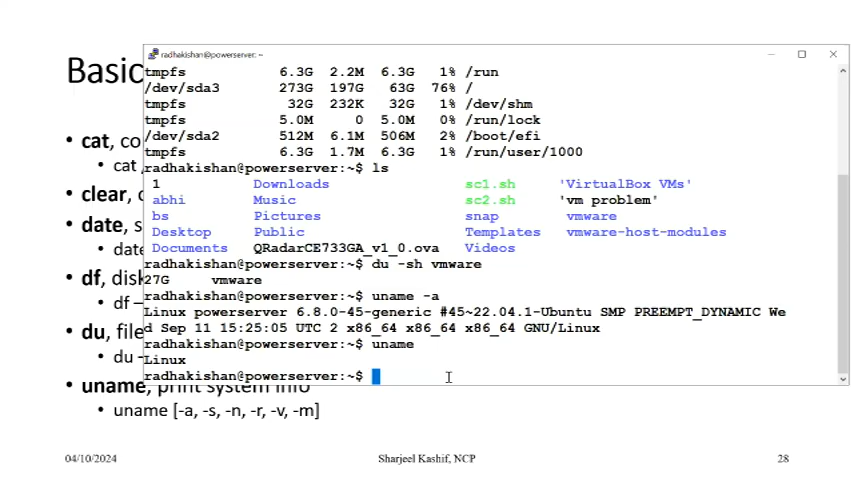 Basic
radhakishan@powerserver: ~
tmpfs 6.3G 2.2M 6.3G 1% /run
/dev/sda3 273G 197G 63G 76% /
tmpfs 32G 232K 32G 1% /dev/shm
tmpfs 5.0M 0 5.0M 0% /run/lock
/dev/sda2 512M 6.1M 506M 2% /boot/efi
tmpfs 6.3G 1.7M 6.3G 1% /run/user/1000
radhakishan@powerserver:~$ ls
1 Downloads sc1.sh 'VirtualBox VMs'
abhi Music sc2.sh 'vm problem'
bs Pictures snap vmware
Desktop Public Templates vmware-host-modules
Documents QRadarCE733GA_v1_0.ova Videos
radhakishan@powerserver:~$ du -sh vmware
27G vmware
radhakishan@powerserver:~$ uname -a
Linux powerserver 6.8.0-45-generic #45~22.04.1-Ubuntu SMP PREEMPT_DYNAMIC We
d Sep 11 15:25:05 UTC 2 x86_64 x86_64 x86_64 GNU/Linux
radhakishan@powerserver:~$ uname
Linux
radhakishan@powerserver:~$
• cat, co
• cat
• clear,
• date, s
• date
• df, disk
• df –
• du, file
• du -
• uname, print system info
• uname [-a, -s, -n, -r, -v, -m]
04/10/2024 Sharjeel Kashif, NCP 28